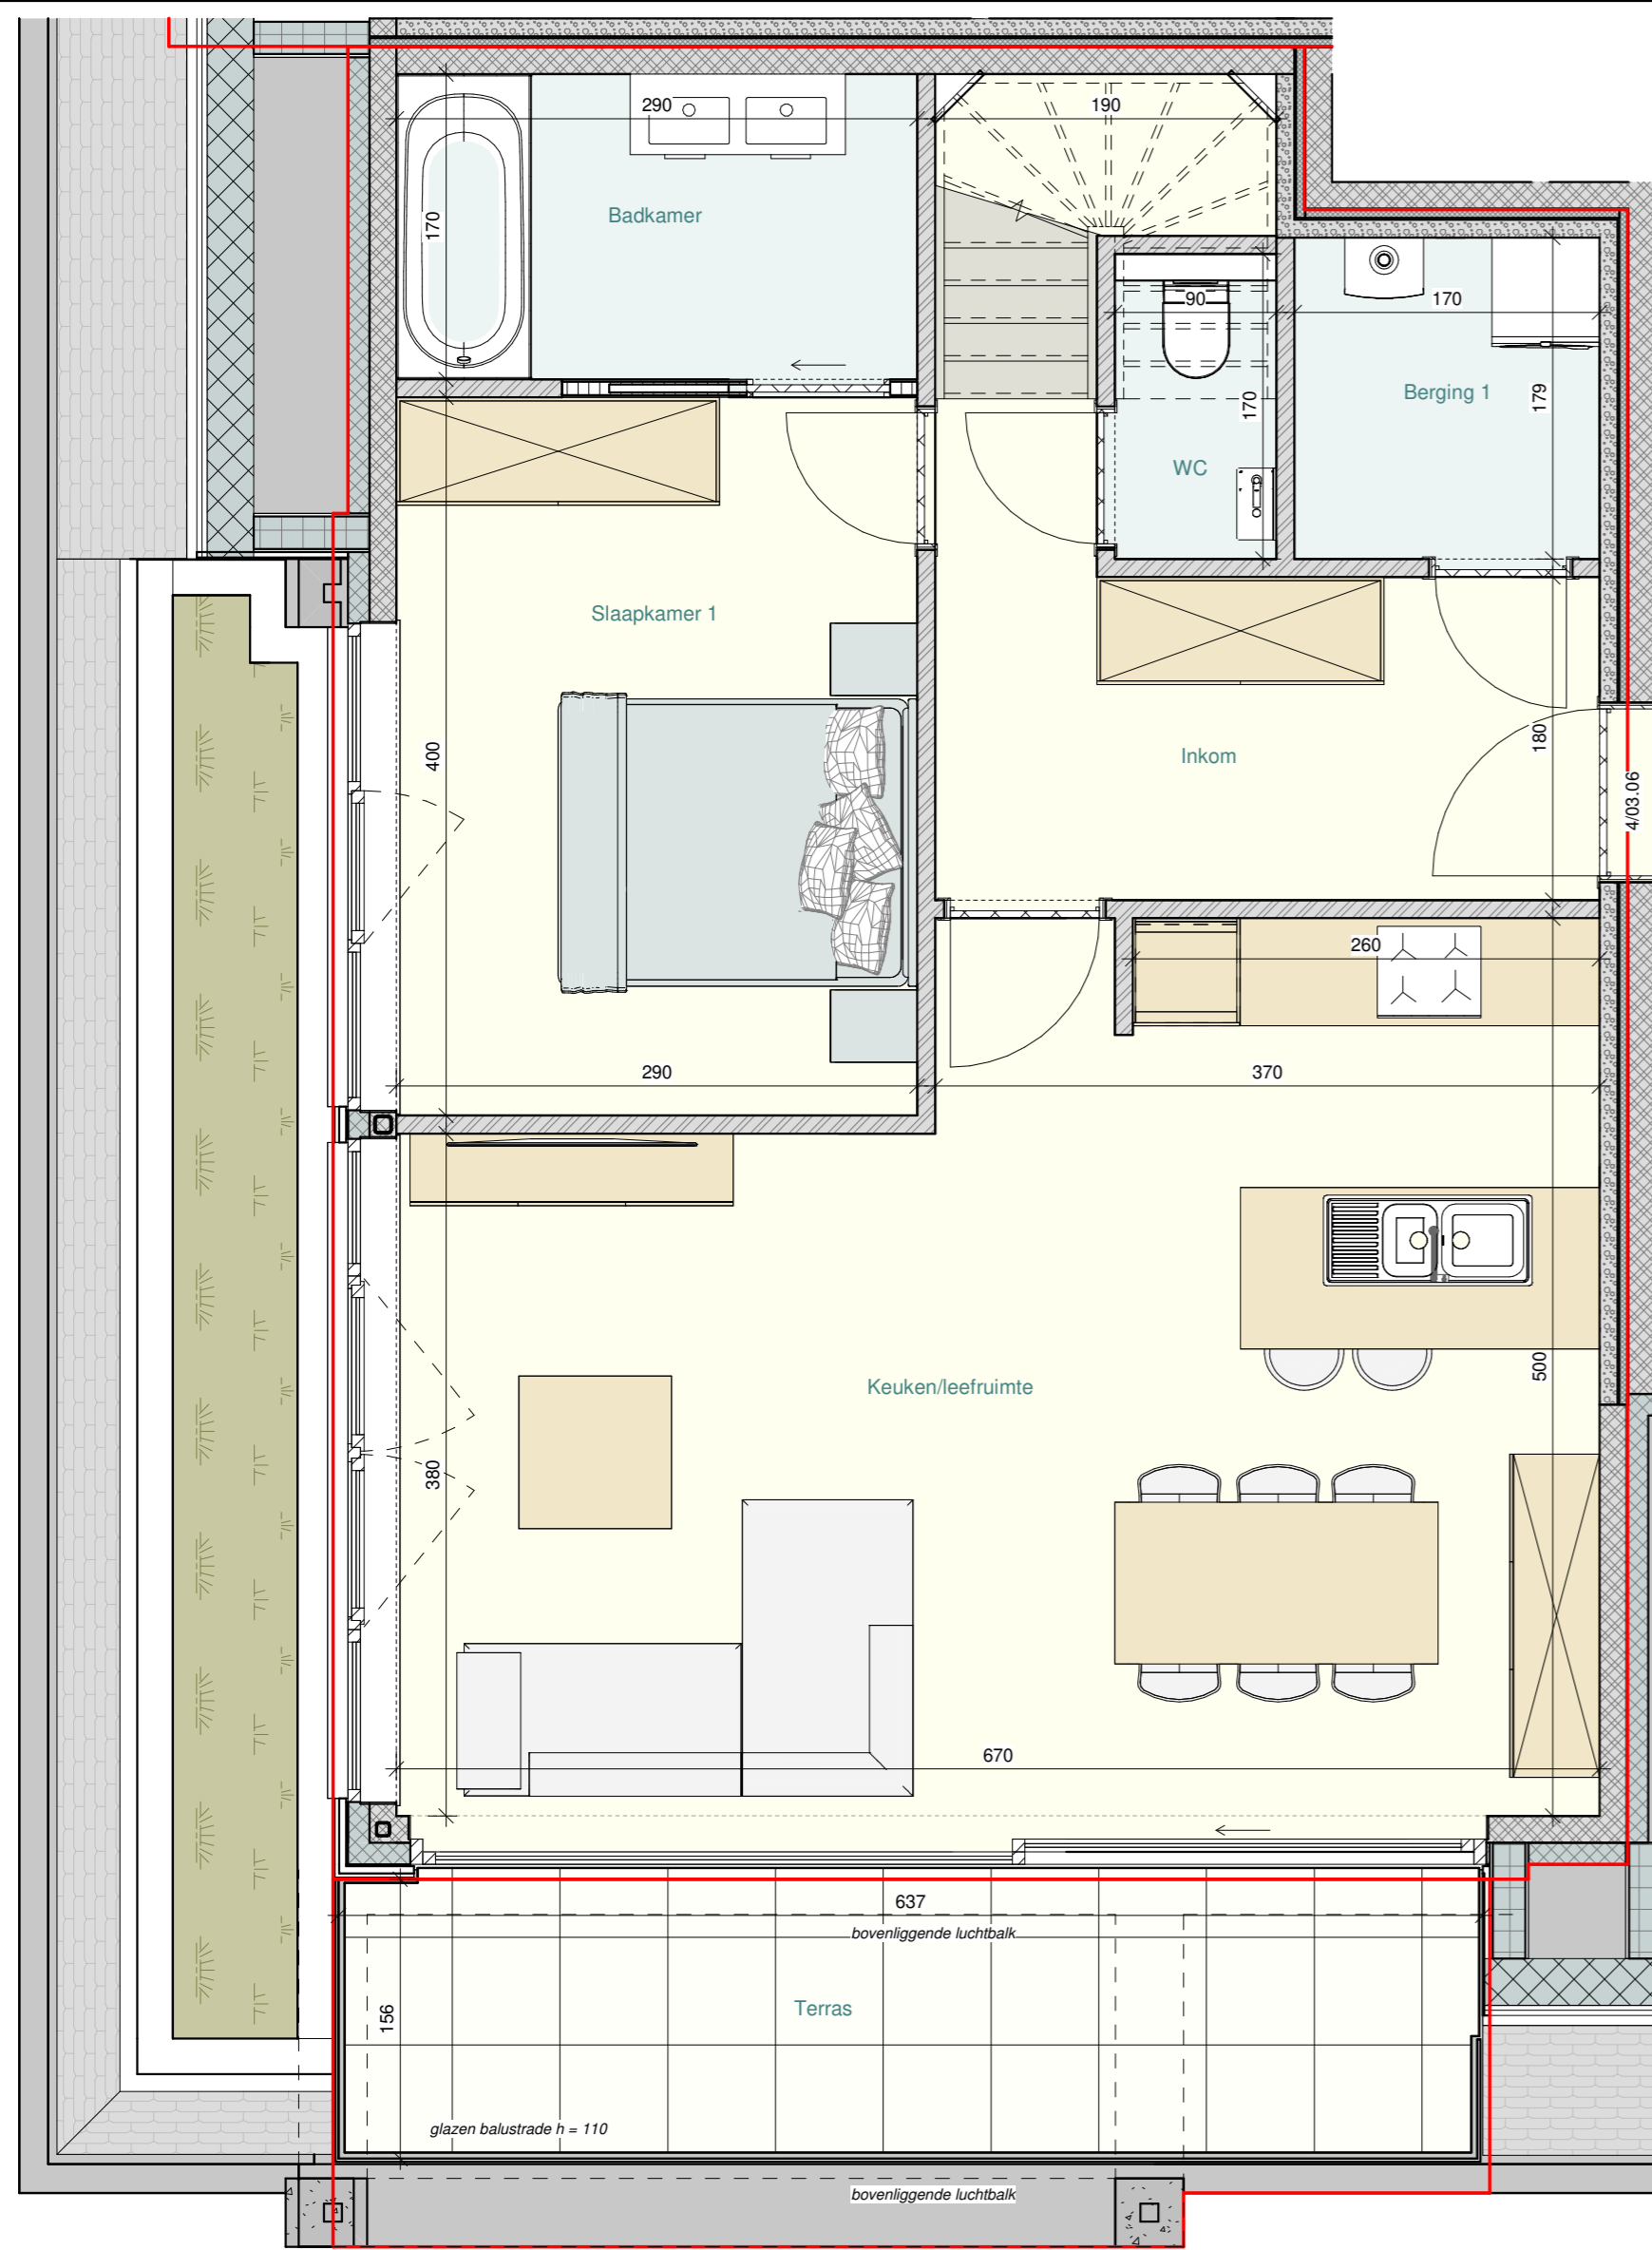 290
190
170
Badkamer
90
170
Berging 1
179
170
WC
Slaapkamer 1
400
Inkom
180
4/03.06
260
290
370
Keuken/leefruimte
500
380
670
637
bovenliggende luchtbalk
Terras
156
glazen balustrade h = 110
bovenliggende luchtbalk